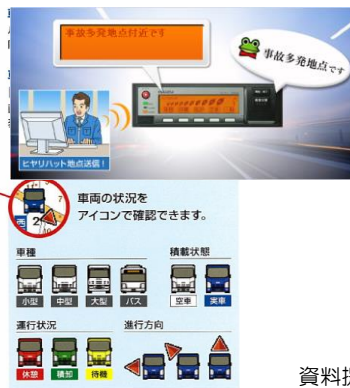 事故多発地点付近です
事故多発地点です
ヒヤリハット地点送信！
車両の状況を
アイコンで確認できます。
車種
積載状態
小型
中型
大型
バス
空車
実車
運行状況
進行方向
休憩
積卸
待機
資料